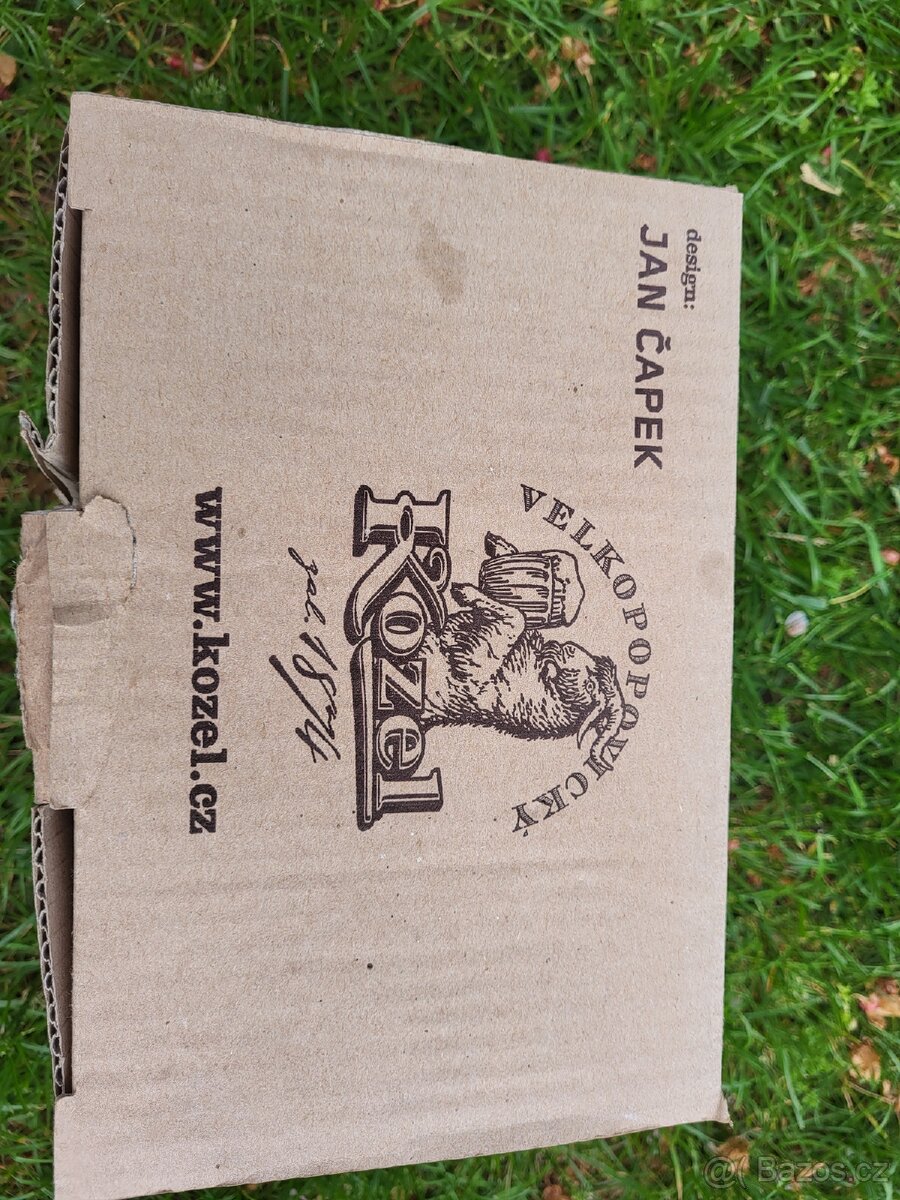 design:
JAN ČAPEK
VELKOPOPOVICKÝ
Kozel
zal. 1874
www.kozel.cz
@ Bazos.cz